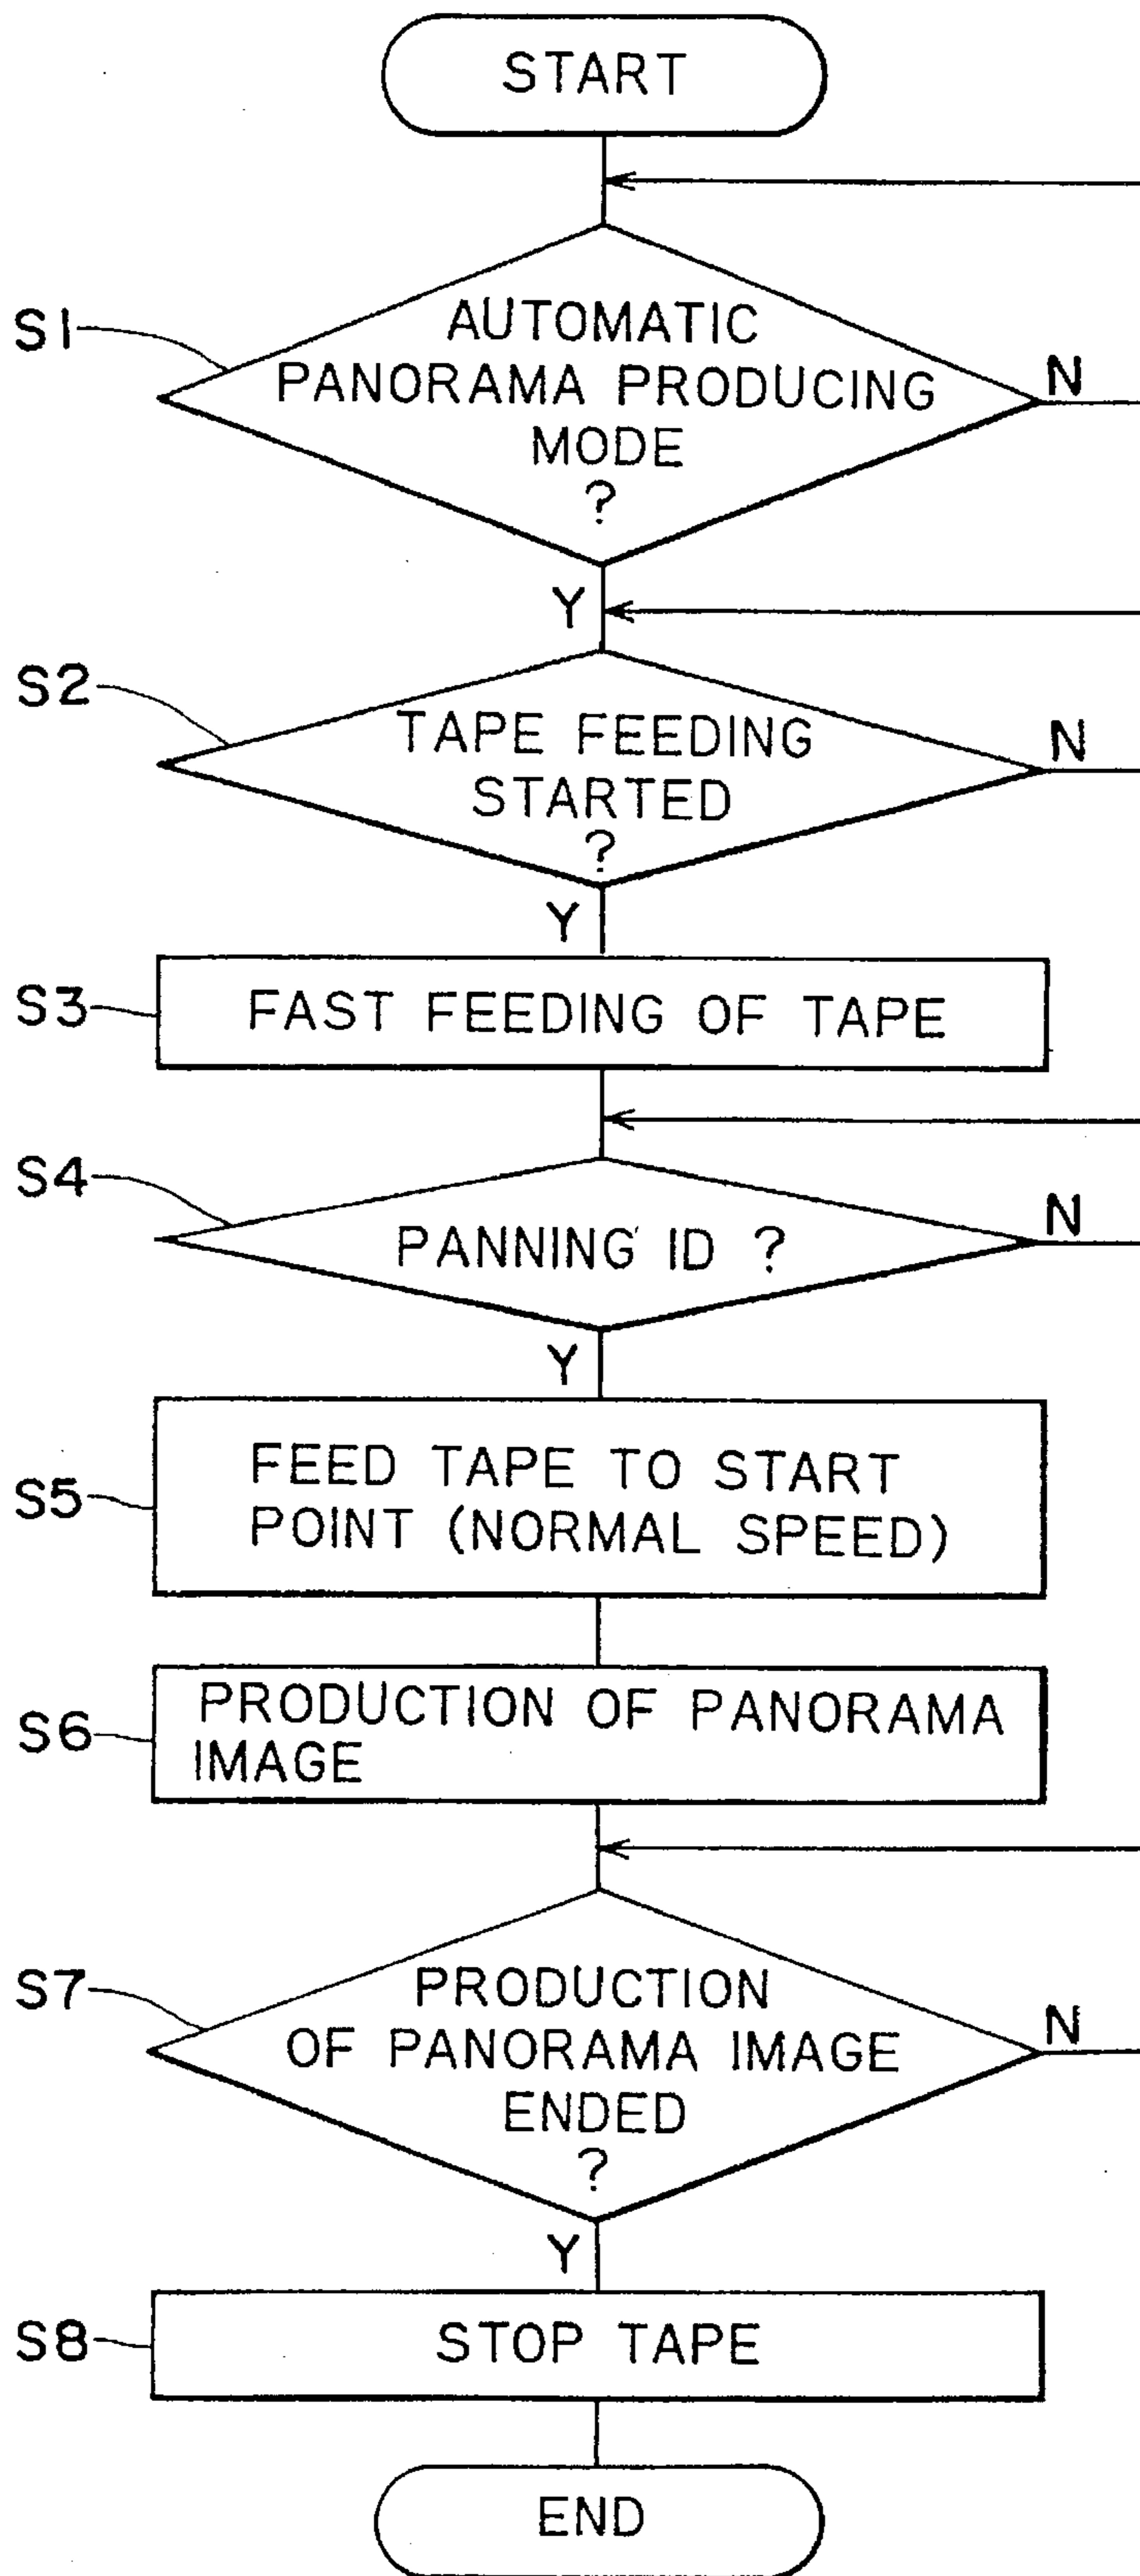 START
S1
AUTOMATIC
PANORAMA PRODUCING
MODE
?
N
Y
S2
TAPE FEEDING
STARTED
?
N
Y
S3
FAST FEEDING OF TAPE
S4
PANNING ID ?
N
Y
S5
FEED TAPE TO START
POINT (NORMAL SPEED)
S6
PRODUCTION OF PANORAMA
IMAGE
S7
PRODUCTION
OF PANORAMA IMAGE
ENDED
?
N
Y
S8
STOP TAPE
END